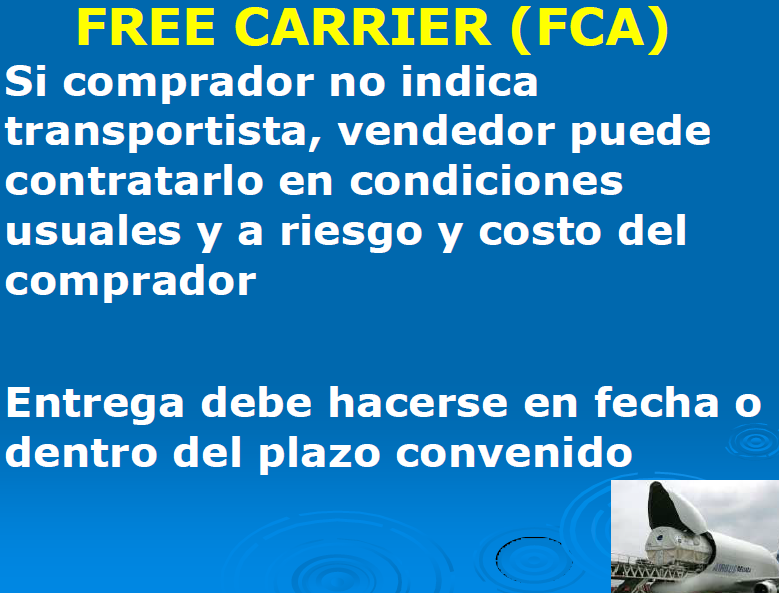 FREE CARRIER (FCA)
Si comprador no indica
transportista, vendedor puede
contratarlo en condiciones
usuales y a riesgo y costo del
comprador
Entrega debe hacerse en fecha o
dentro del plazo convenido